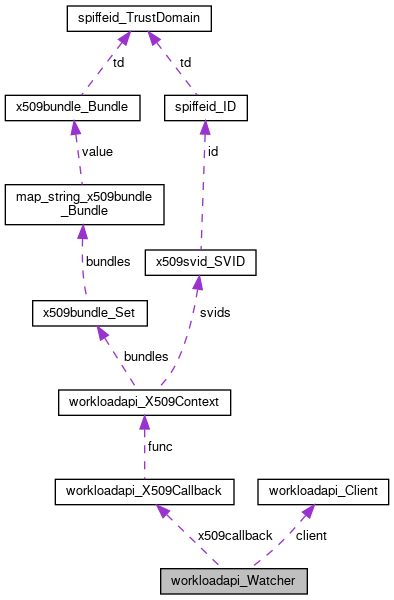 spiffeid_TrustDomain
td
td
x509bundle_Bundle
spiffeid_ID
value
id
map_string_x509bundle
_Bundle
bundles
x509svid_SVID
x509bundle_Set
svids
bundles
workloadapi_X509Context
func
workloadapi_X509Callback
workloadapi_Client
x509callback
client
workloadapi_Watcher